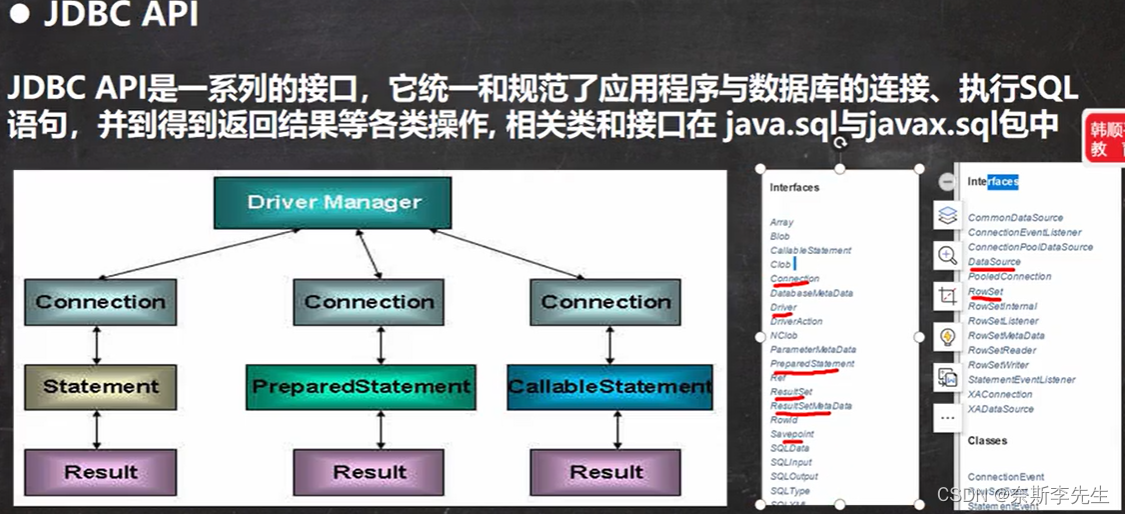 ● JDBC API
JDBC API是一系列的接口，它统一和规范了应用程序与数据库的连接、执行SQL
语句，并到得到返回结果等各类操作, 相关类和接口在 java.sql与javax.sql包中
韩顺平
教 育
Driver Manager
Connection
Connection
Connection
Statement
PreparedStatement
CallableStatement
Result
Result
Result
Interfaces
Array
Blob
CallableStatement
Clob
Connection
DatabaseMetaData
Driver
DriverAction
NClob
ParameterMetaData
PreparedStatement
Ref
ResultSet
ResultSetMetaData
RowId
Savepoint
SQLData
SQLInput
SQLOutput
SQLType
Interfaces
CommonDataSource
ConnectionEventListener
ConnectionPoolDataSource
DataSource
PooledConnection
RowSet
RowSetInternal
RowSetListener
RowSetMetaData
RowSetReader
RowSetWriter
StatementEventListener
XAConnection
XADataSource
Classes
ConnectionEvent
StatementEvent
CSDN @奈斯李先生